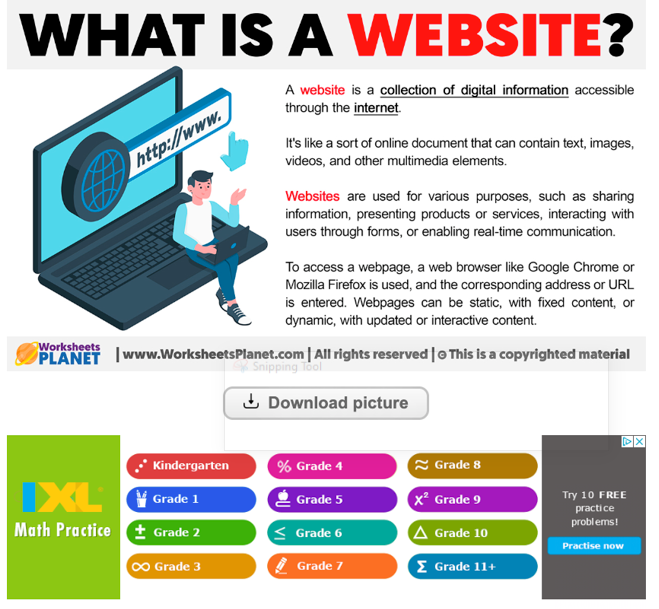 WHAT IS A WEBSITE?
http://www.
A website is a collection of digital information accessible
through the internet.
It's like a sort of online document that can contain text, images,
videos, and other multimedia elements.
Websites are used for various purposes, such as sharing
information, presenting products or services, interacting with
users through forms, or enabling real-time communication.
To access a webpage, a web browser like Google Chrome or
Mozilla Firefox is used, and the corresponding address or URL
is entered. Webpages can be static, with fixed content, or
dynamic, with updated or interactive content.
Worksheets
PLANET
| www.WorksheetsPlanet.com | All rights reserved | © This is a copyrighted material
Snipping Tool
Download picture
IXL
Math Practice
Kindergarten
% Grade 4
≈ Grade 8
Grade 1
Grade 5
x² Grade 9
± Grade 2
≤ Grade 6
△ Grade 10
∞ Grade 3
Grade 7
Σ Grade 11+
Try 10 FREE
practice
problems!
Practise now